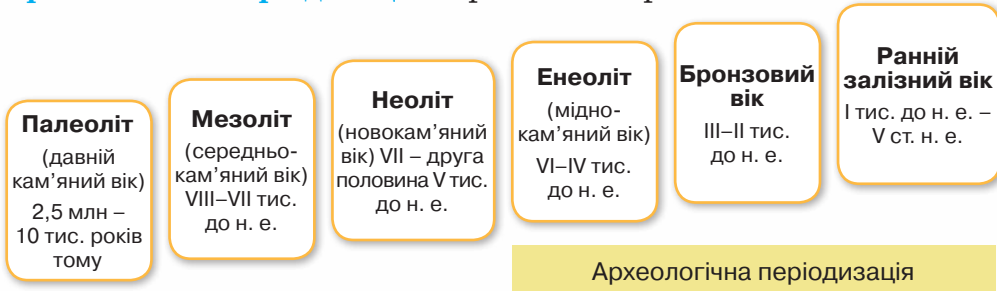 Палеоліт
(давній
кам’яний вік)
2,5 млн –
10 тис. років
тому
Мезоліт
(середньо-
кам’яний вік)
VIII–VII тис.
до н. е.
Неоліт
(новокам’яний
вік) VII – друга
половина V тис.
до н. е.
Енеоліт
(мідно-
кам’яний вік)
VI–IV тис.
до н. е.
Бронзовий
вік
III–II тис.
до н. е.
Ранній
залізний вік
I тис. до н. е. –
V ст. н. е.
Археологічна періодизація